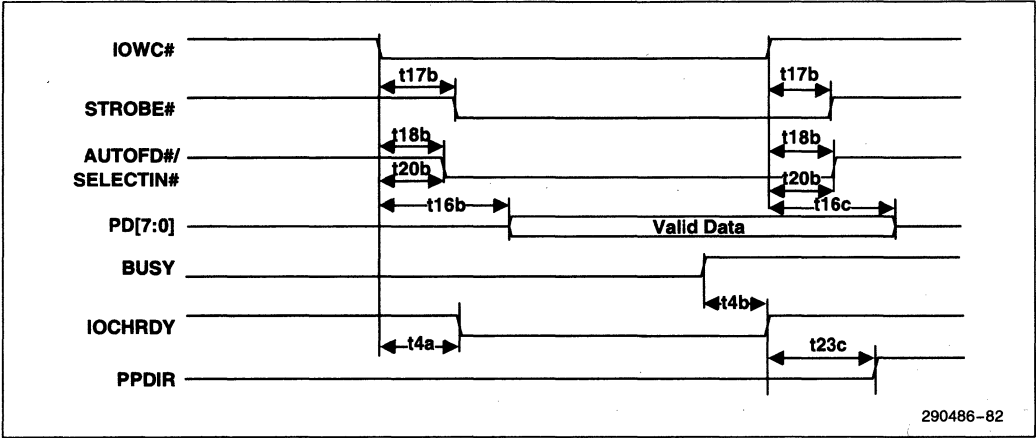 IOWC#
t17b t17b
STROBE#
t18b t18b
AUTOFD#/
SELECTIN#
t20b t20b
t16b t16c
PD[7:0] Valid Data
BUSY
t4b
IOCHRDY
t4a t23c
PPDIR
290486-82